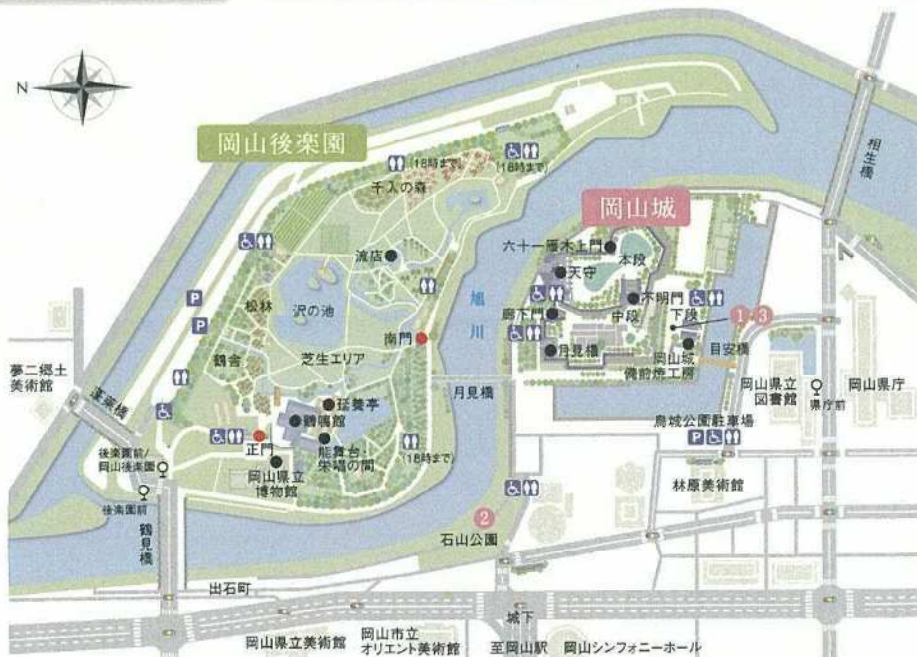 N
岡山後楽園
(18時まで)
(18時まで)
千入の森
相生橋
岡山城
六十一雁木上門
本段
天守
流店
不明門
廊下門
中段
下段
1・3
旭川
松林
沢の池
南門
月見櫓
岡山城
備前焼工房
目安橋
鶴舎
芝生エリア
夢二郷土
美術館
蓬莱橋
月見橋
岡山県立
図書館
県庁前
岡山県庁
延養亭
鶴鳴館
烏城公園駐車場
P
P
P
正門
能舞台・
栄唱の間
(18時まで)
後楽園前/
岡山後楽園
岡山県立
博物館
林原美術館
後楽園前
鶴見橋
2
石山公園
出石町
城下
岡山県立美術館
岡山市立
オリエント美術館
至岡山駅
岡山シンフォニーホール